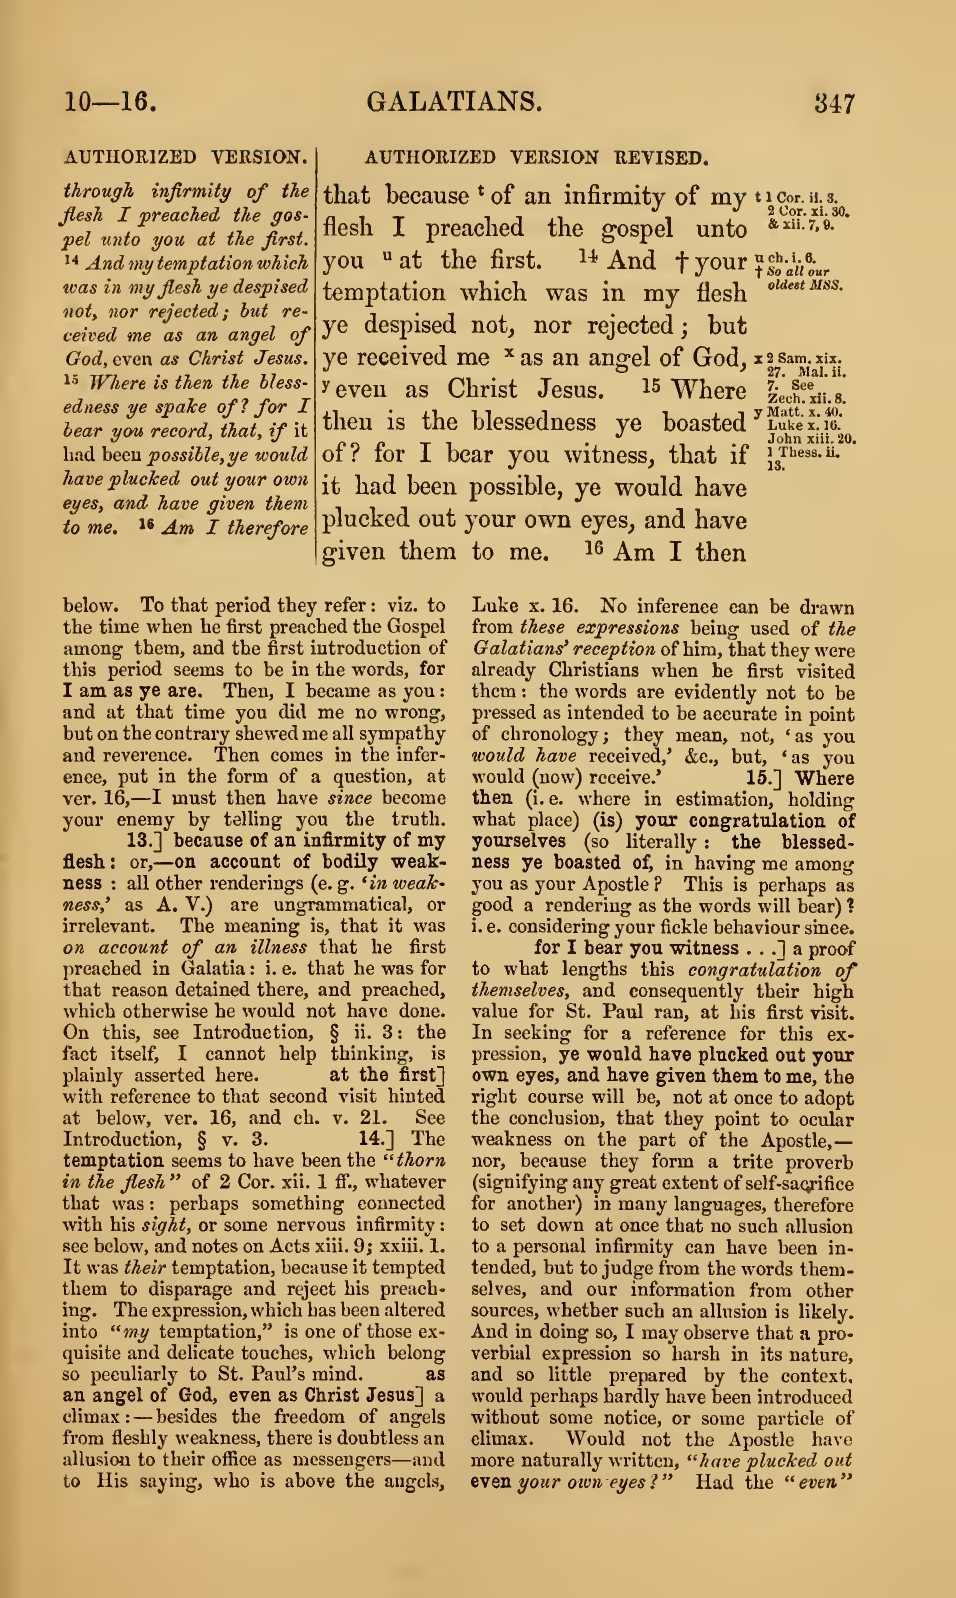 10—16.
GALATIANS.
347
AUTHORIZED VERSION.
through infirmity of the
flesh I preached the gos-
pel unto you at the first.
14 And my temptation which
was in my flesh ye despised
not, nor rejected; but re-
ceived me as an angel of
God, even as Christ Jesus.
15 Where is then the bless-
edness ye spake of? for I
bear you record, that, if it
had been possible, ye would
have plucked out your own
eyes, and have given them
to me. 16 Am I therefore
AUTHORIZED VERSION REVISED.
that because t of an infirmity of my
flesh I preached the gospel unto
you u at the first. 14 And † your
temptation which was in my flesh
ye despised not, nor rejected; but
ye received me x as an angel of God,
y even as Christ Jesus. 15 Where
then is the blessedness ye boasted
of? for I bear you witness, that if
it had been possible, ye would have
plucked out your own eyes, and have
given them to me. 16 Am I then
t 1 Cor. ii. 3.
2 Cor. xi. 30.
& xii. 7, 9.
u ch. i. 6.
† So all our
oldest MSS.
x 2 Sam. xix.
27. Mal. ii.
7. See
Zech. xii. 8.
y Matt. x. 40.
Luke x. 16.
John xiii. 20.
1 Thess. ii.
13.
below. To that period they refer: viz. to
the time when he first preached the Gospel
among them, and the first introduction of
this period seems to be in the words, for
I am as ye are. Then, I became as you:
and at that time you did me no wrong,
but on the contrary shewed me all sympathy
and reverence. Then comes in the infer-
ence, put in the form of a question, at
ver. 16,—I must then have since become
your enemy by telling you the truth.
13.] because of an infirmity of my
flesh: or,—on account of bodily weak-
ness: all other renderings (e. g. ‘in weak-
ness,’ as A. V.) are ungrammatical, or
irrelevant. The meaning is, that it was
on account of an illness that he first
preached in Galatia: i. e. that he was for
that reason detained there, and preached,
which otherwise he would not have done.
On this, see Introduction, § ii. 3: the
fact itself, I cannot help thinking, is
plainly asserted here. at the first]
with reference to that second visit hinted
at below, ver. 16, and ch. v. 21. See
Introduction, § v. 3. 14.] The
temptation seems to have been the “thorn
in the flesh” of 2 Cor. xii. 1 ff., whatever
that was: perhaps something connected
with his sight, or some nervous infirmity:
see below, and notes on Acts xiii. 9; xxiii. 1.
It was their temptation, because it tempted
them to disparage and reject his preach-
ing. The expression, which has been altered
into “my temptation,” is one of those ex-
quisite and delicate touches, which belong
so peculiarly to St. Paul's mind. as
an angel of God, even as Christ Jesus] a
climax:—besides the freedom of angels
from fleshly weakness, there is doubtless an
allusion to their office as messengers—and
to His saying, who is above the angels,
Luke x. 16. No inference can be drawn
from these expressions being used of the
Galatians' reception of him, that they were
already Christians when he first visited
them: the words are evidently not to be
pressed as intended to be accurate in point
of chronology; they mean, not, ‘as you
would have received,’ &c., but, ‘as you
would (now) receive.’ 15.] Where
then (i. e. where in estimation, holding
what place) (is) your congratulation of
yourselves (so literally: the blessed-
ness ye boasted of, in having me among
you as your Apostle? This is perhaps as
good a rendering as the words will bear)?
i. e. considering your fickle behaviour since.
for I bear you witness . . .] a proof
to what lengths this congratulation of
themselves, and consequently their high
value for St. Paul ran, at his first visit.
In seeking for a reference for this ex-
pression, ye would have plucked out your
own eyes, and have given them to me, the
right course will be, not at once to adopt
the conclusion, that they point to ocular
weakness on the part of the Apostle,—
nor, because they form a trite proverb
(signifying any great extent of self-sacrifice
for another) in many languages, therefore
to set down at once that no such allusion
to a personal infirmity can have been in-
tended, but to judge from the words them-
selves, and our information from other
sources, whether such an allusion is likely.
And in doing so, I may observe that a pro-
verbial expression so harsh in its nature,
and so little prepared by the context,
would perhaps hardly have been introduced
without some notice, or some particle of
climax. Would not the Apostle have
more naturally written, “have plucked out
even your own eyes?” Had the “even”